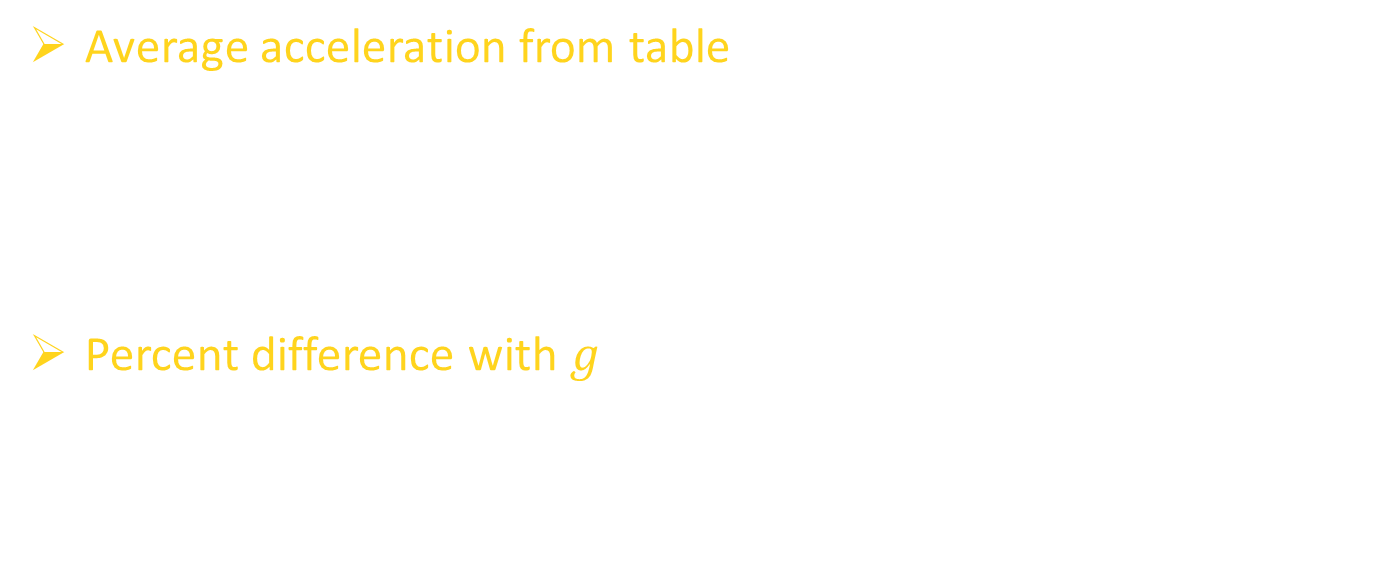 ➢ Average acceleration from table
➢ Percent difference with g